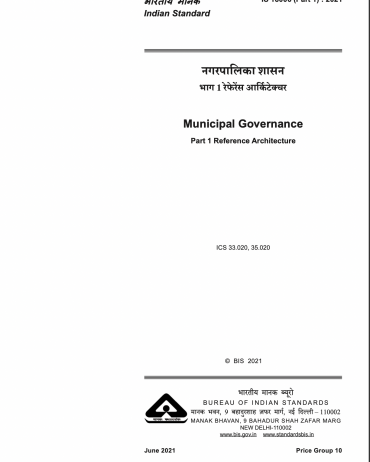 भारतीय मानक
Indian Standard
(Part 1) : 2021
नगरपालिका शासन
भाग 1 रेफेरेंस आर्किटेक्चर
Municipal Governance
Part 1 Reference Architecture
ICS 33.020, 35.020
© BIS 2021
भारतीय मानक ब्यूरो
BUREAU OF INDIAN STANDARDS
मानक भवन, 9 बहादुरशाह ज़फर मार्ग, नई दिल्ली – 110002
MANAK BHAVAN, 9 BAHADUR SHAH ZAFAR MARG
NEW DELHI-110002
www.bis.gov.in www.standardsbis.in
June 2021
Price Group 10